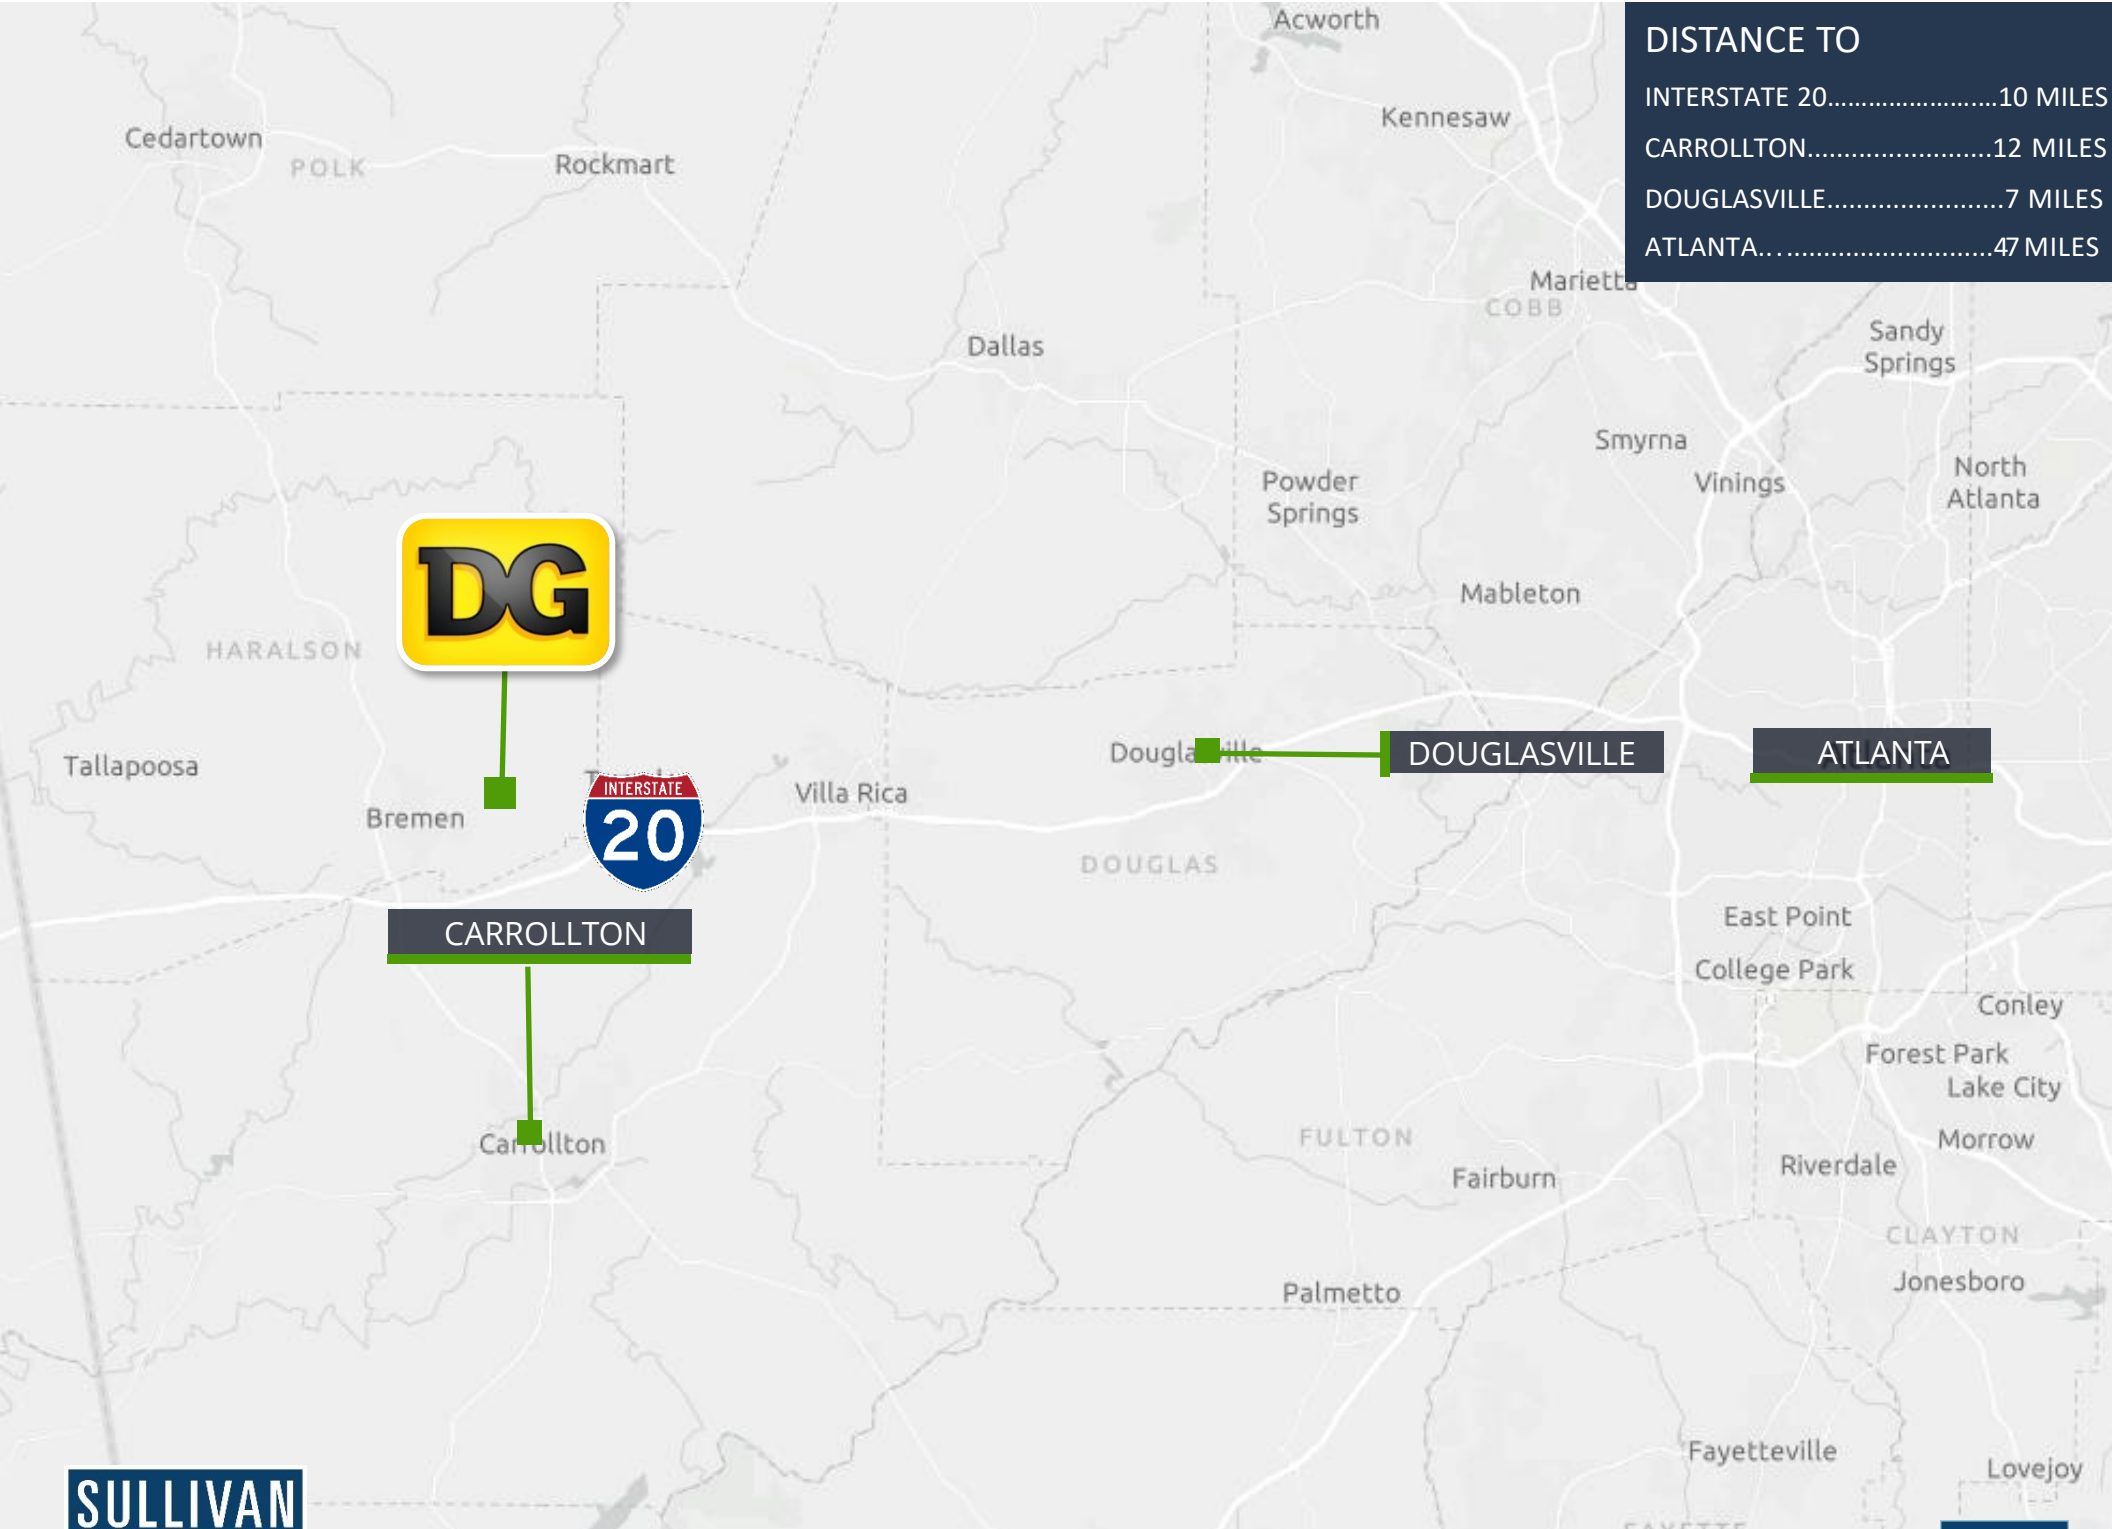 Acworth
DISTANCE TO
INTERSTATE 20........................10 MILES
CARROLLTON.........................12 MILES
DOUGLASVILLE........................7 MILES
ATLANTA.. . ............................47 MILES
Kennesaw
Cedartown
POLK
Rockmart
Marietta
COBB
Sandy
Springs
Dallas
Smyrna
Vinings
North
Atlanta
Powder
Springs
DG
Mableton
HARALSON
Tallapoosa
Bremen
INTERSTATE
20
Villa Rica
DOUGLASVILLE
ATLANTA
DOUGLAS
CARROLLTON
East Point
College Park
Conley
Forest Park
Lake City
Carrollton
FULTON
Morrow
Riverdale
Fairburn
CLAYTON
Jonesboro
Palmetto
Fayetteville
Lovejoy
SULLIVAN